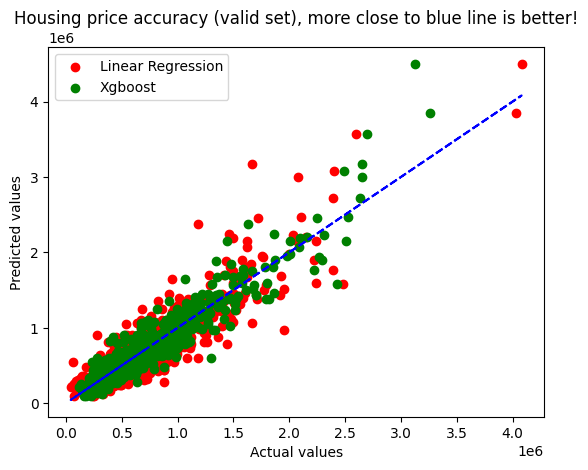 Housing price accuracy (valid set), more close to blue line is better!
1e6
Linear Regression
Xgboost
4
3
2
1
0
Predicted values
0.0 0.5 1.0 1.5 2.0 2.5 3.0 3.5 4.0
Actual values
1e6